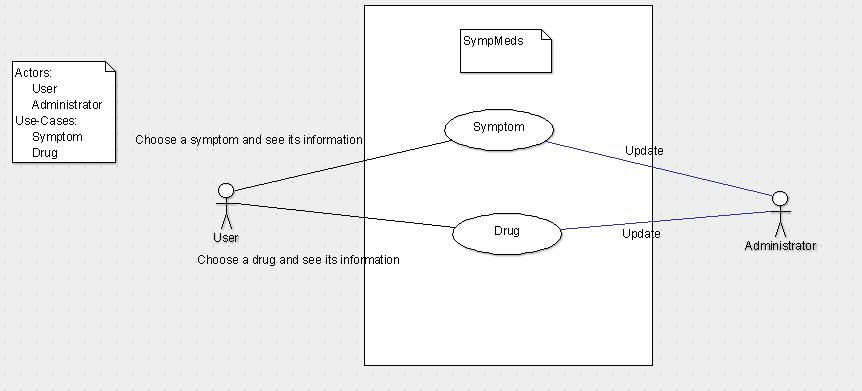 SympMeds
Actors:
User
Administrator
Use-Cases:
Symptom
Drug
Symptom
Choose a symptom and see its information
Update
Drug
Update
User
Administrator
Choose a drug and see its information